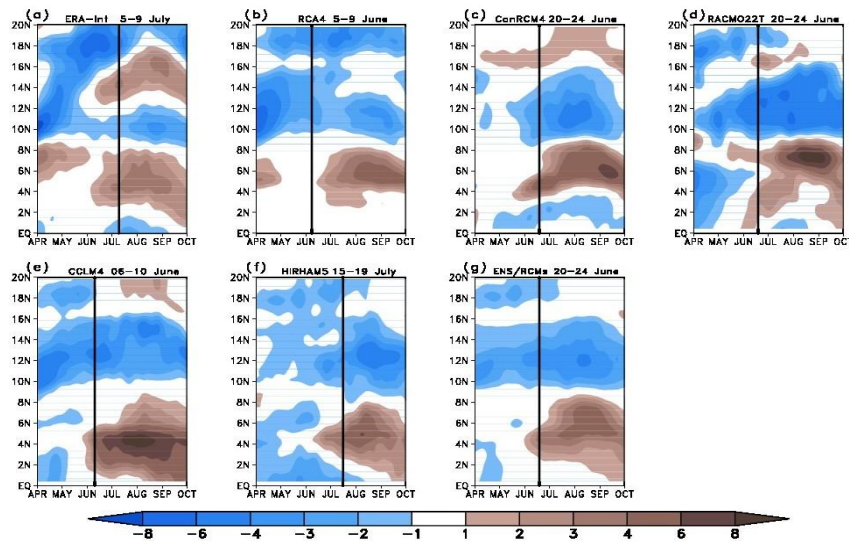 (a) ERA-Int 5-9 July
20N
18N
16N
14N
12N
10N
8N
6N
4N
2N
EQ
APR MAY JUN JUL AUG SEP OCT
(b) RCA4 5-9 June
20N
18N
16N
14N
12N
10N
8N
6N
4N
2N
EQ
APR MAY JUN JUL AUG SEP OCT
(c) CanRCM4 20-24 June
20N
18N
16N
14N
12N
10N
8N
6N
4N
2N
EQ
APR MAY JUN JUL AUG SEP OCT
(d) RACMO22T 20-24 June
20N
18N
16N
14N
12N
10N
8N
6N
4N
2N
EQ
APR MAY JUN JUL AUG SEP OCT
(e) CCLM4 06-10 June
20N
18N
16N
14N
12N
10N
8N
6N
4N
2N
EQ
APR MAY JUN JUL AUG SEP OCT
(f) HIRHAM5 15-19 July
20N
18N
16N
14N
12N
10N
8N
6N
4N
2N
EQ
APR MAY JUN JUL AUG SEP OCT
(g) ENS/RCMs 20-24 June
20N
18N
16N
14N
12N
10N
8N
6N
4N
2N
EQ
APR MAY JUN JUL AUG SEP OCT
-8 -6 -4 -3 -2 -1 1 2 3 4 6 8